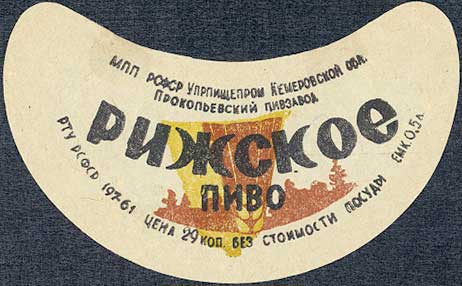 МПП РСФСР УПРПИЩЕПРОМ КЕМЕРОВСКОЙ ОБЛ.
ПРОКОПЬЕВСКИЙ ПИВЗАВОД
РИЖСКОЕ
ПИВО
РТУ РСФСР 197-61 ЦЕНА 29 КОП. БЕЗ СТОИМОСТИ ПОСУДЫ ЕМК. 0,5 Л